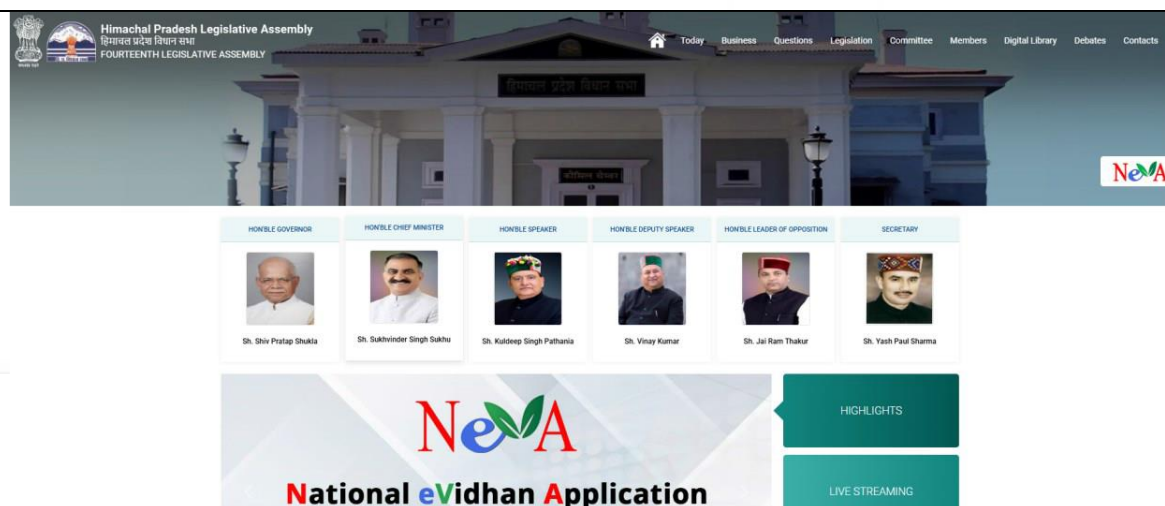 Himachal Pradesh Legislative Assembly
हिमाचल प्रदेश विधान सभा
FOURTEENTH LEGISLATIVE ASSEMBLY
Today Business Questions Legislation Committee Members Digital Library Debates Contacts
हिमाचल प्रदेश विधान सभा
NeVA
HON'BLE GOVERNOR
Sh. Shiv Pratap Shukla
HON'BLE CHIEF MINISTER
Sh. Sukhvinder Singh Sukhu
HON'BLE SPEAKER
Sh. Kuldeep Singh Pathania
HON'BLE DEPUTY SPEAKER
Sh. Vinay Kumar
HON'BLE LEADER OF OPPOSITION
Sh. Jai Ram Thakur
SECRETARY
Sh. Yash Paul Sharma
NeVA
National eVidhan Application
HIGHLIGHTS
LIVE STREAMING